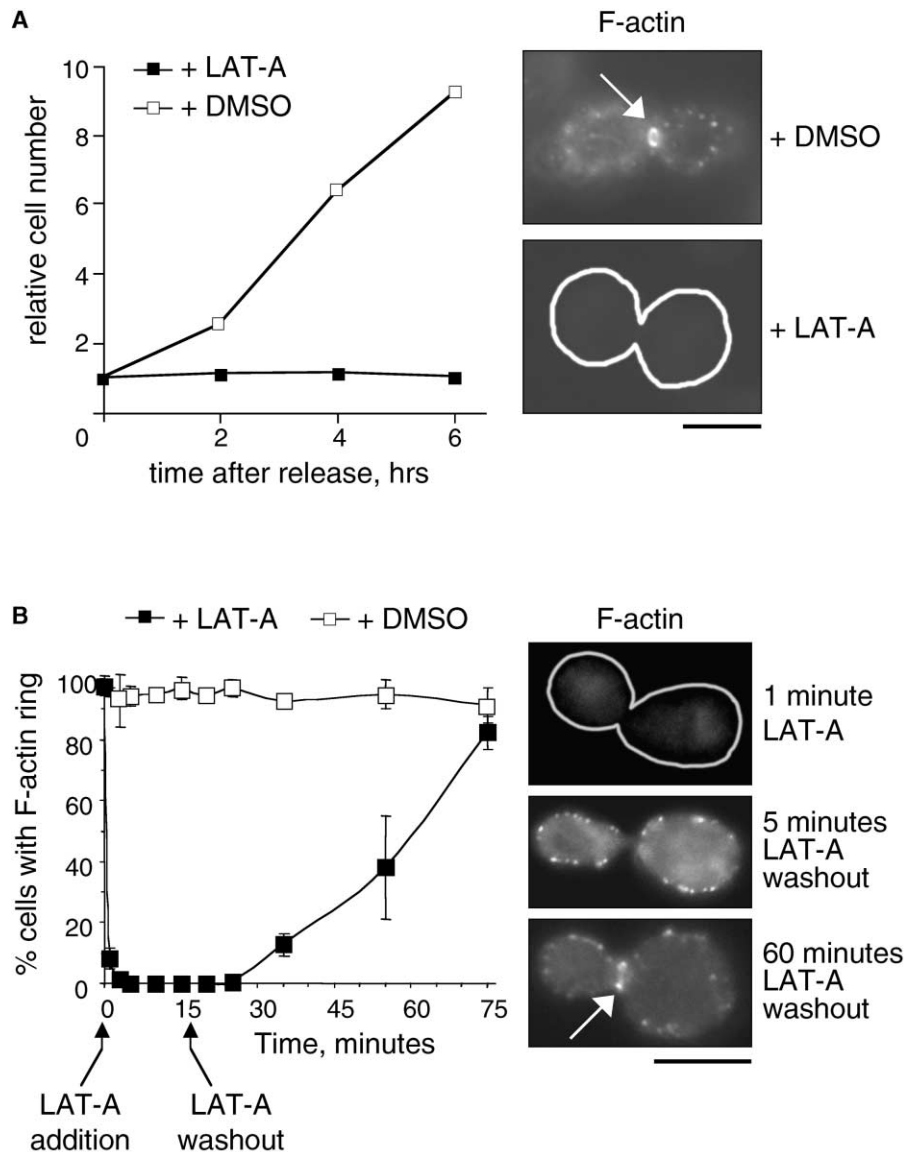 A
F-actin
+ LAT-A
+ DMSO
10
8
6
4
2
0
2
4
6
relative cell number
time after release, hrs
+ DMSO
+ LAT-A
B
+ LAT-A
+ DMSO
F-actin
100
80
60
40
20
0
0
15
30
45
60
75
% cells with F-actin ring
Time, minutes
LAT-A
addition
LAT-A
washout
1 minute
LAT-A
5 minutes
LAT-A
washout
60 minutes
LAT-A
washout